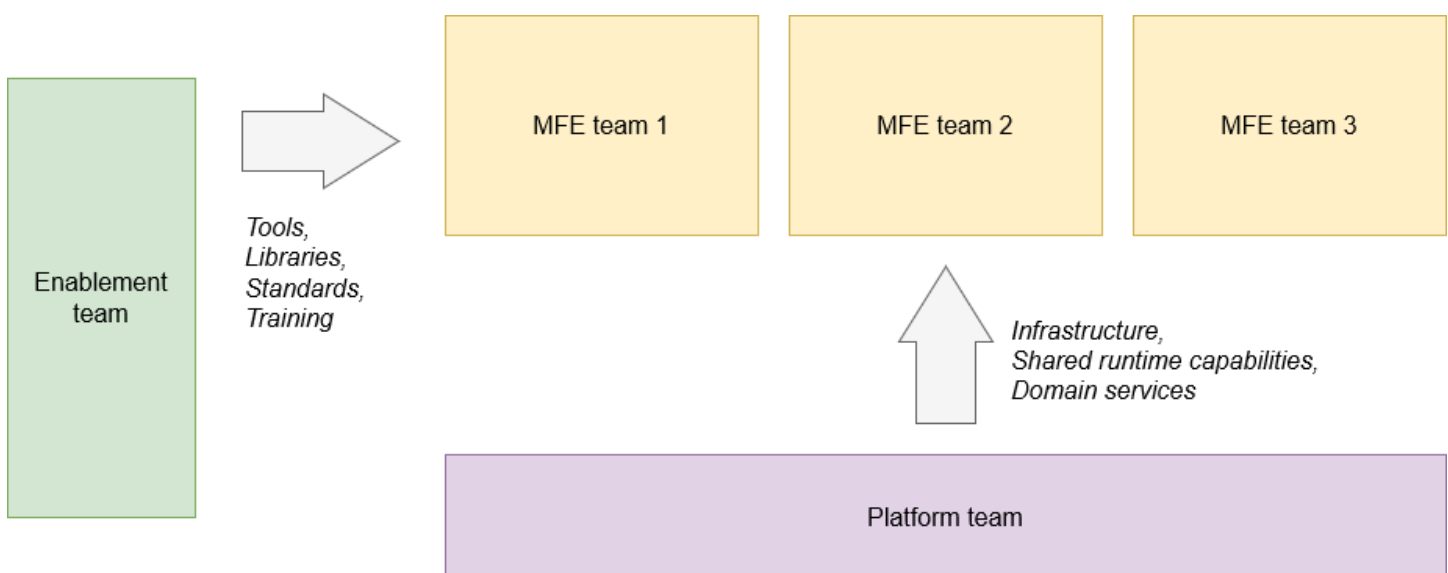 MFE team 1
MFE team 2
MFE team 3
Enablement
team
Tools,
Libraries,
Standards,
Training
Infrastructure,
Shared runtime capabilities,
Domain services
Platform team